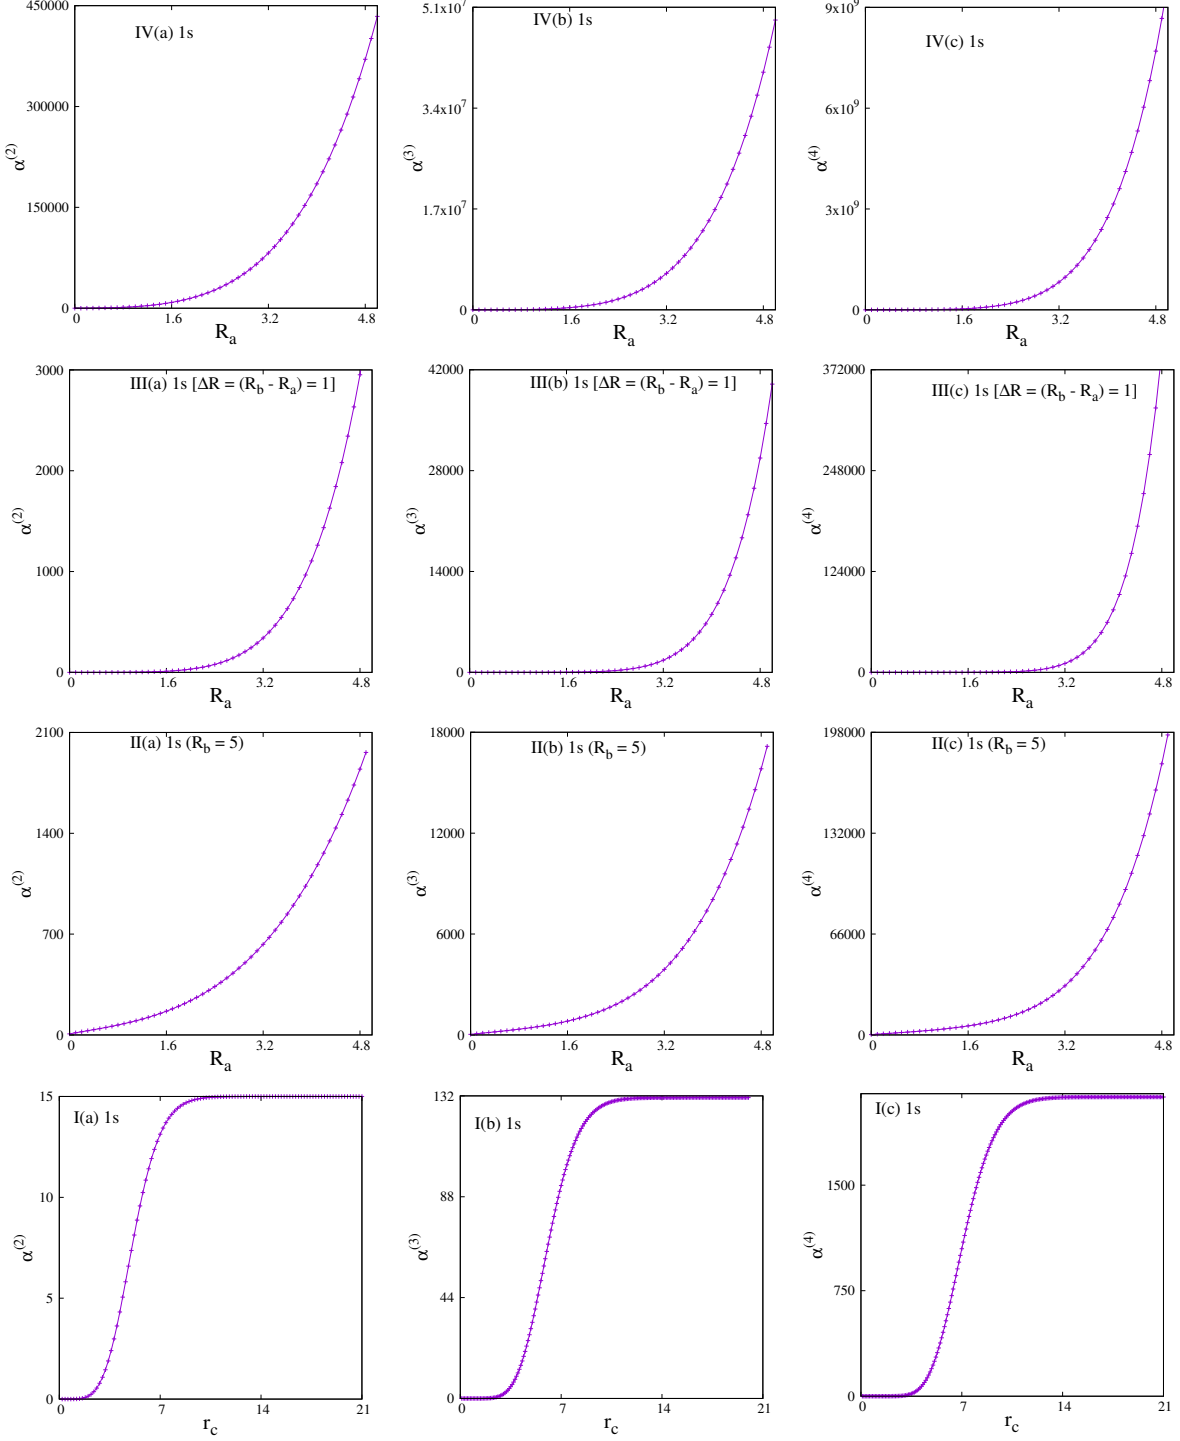 450000
300000
150000
0
α(2)
IV(a) 1s
0 1.6 3.2 4.8
Ra
5.1x10^7
3.4x10^7
1.7x10^7
0
α(3)
IV(b) 1s
0 1.6 3.2 4.8
Ra
9x10^9
6x10^9
3x10^9
0
α(4)
IV(c) 1s
0 1.6 3.2 4.8
Ra
3000
2000
1000
0
α(2)
III(a) 1s [ΔR = (Rb - Ra) = 1]
0 1.6 3.2 4.8
Ra
42000
28000
14000
0
α(3)
III(b) 1s [ΔR = (Rb - Ra) = 1]
0 1.6 3.2 4.8
Ra
372000
248000
124000
0
α(4)
III(c) 1s [ΔR = (Rb - Ra) = 1]
0 1.6 3.2 4.8
Ra
2100
1400
700
0
α(2)
II(a) 1s (Rb = 5)
0 1.6 3.2 4.8
Ra
18000
12000
6000
0
α(3)
II(b) 1s (Rb = 5)
0 1.6 3.2 4.8
Ra
198000
132000
66000
0
α(4)
II(c) 1s (Rb = 5)
0 1.6 3.2 4.8
Ra
15
10
5
0
α(2)
I(a) 1s
0 7 14 21
rc
132
88
44
0
α(3)
I(b) 1s
0 7 14 21
rc
1500
750
0
α(4)
I(c) 1s
0 7 14 21
rc